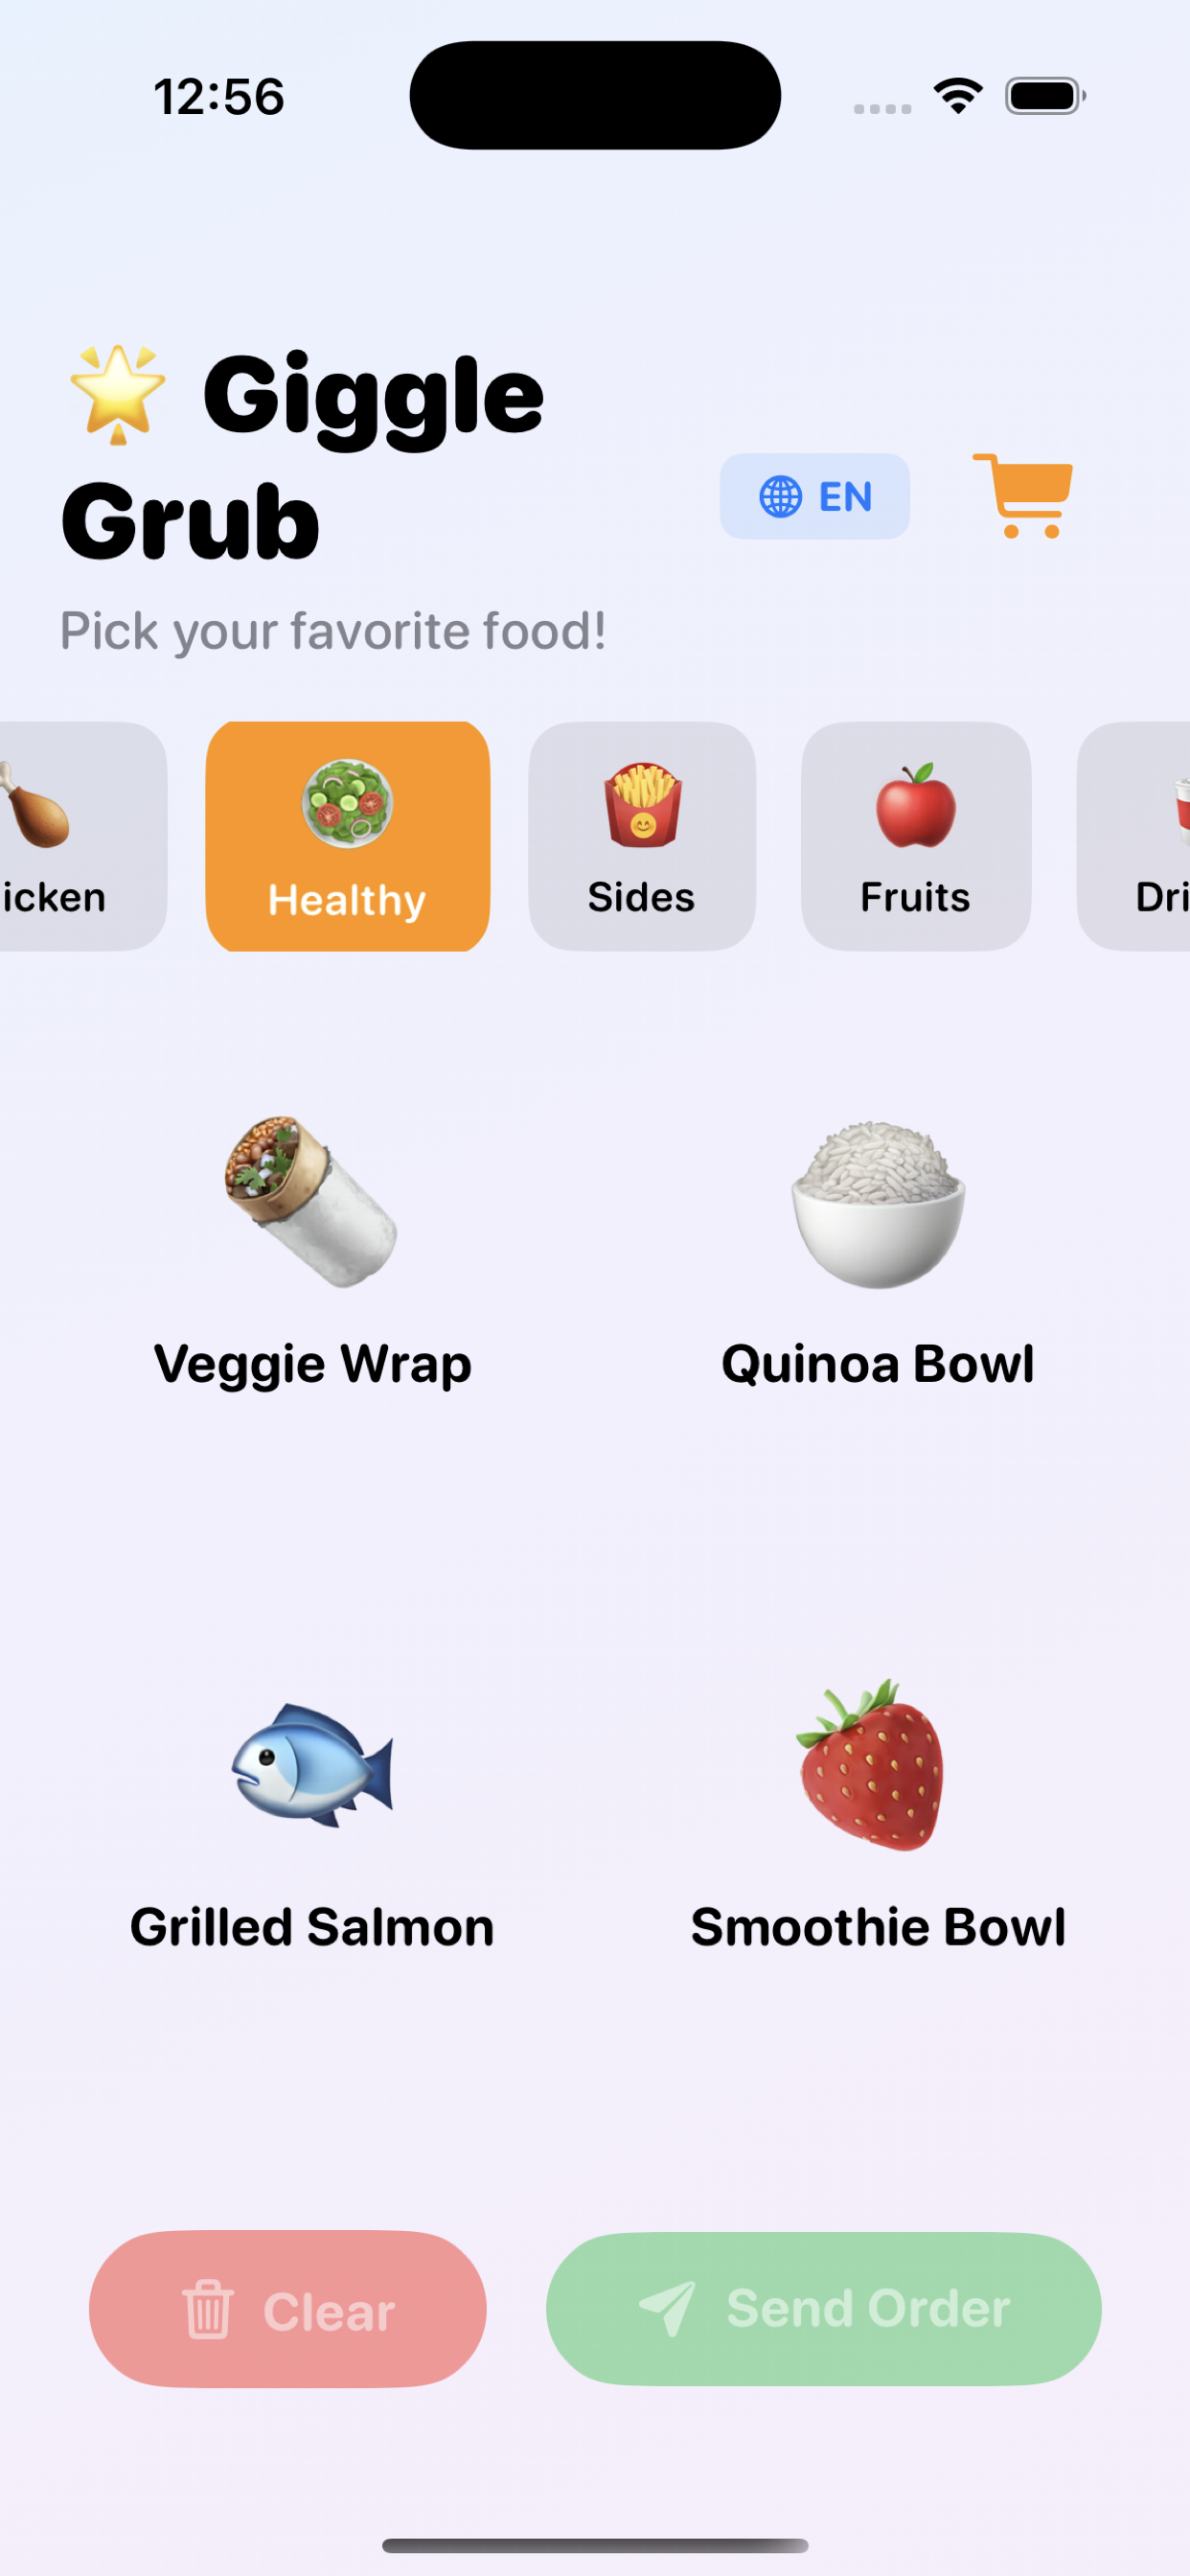 12:56
Giggle
Grub
EN
Pick your favorite food!
icken
Healthy
Sides
Fruits
Dri
Veggie Wrap
Quinoa Bowl
Grilled Salmon
Smoothie Bowl
Clear
Send Order